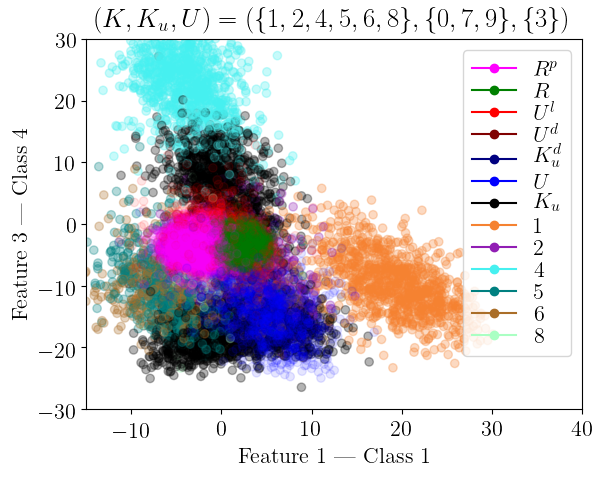 (K, K_u, U) = ({1, 2, 4, 5, 6, 8}, {0, 7, 9}, {3})
30
20
10
0
−10
−20
−30
Feature 3 — Class 4
R^p
R
U^l
U^d
K_u^d
U
K_u
1
2
4
5
6
8
−10
0
10
20
30
40
Feature 1 — Class 1